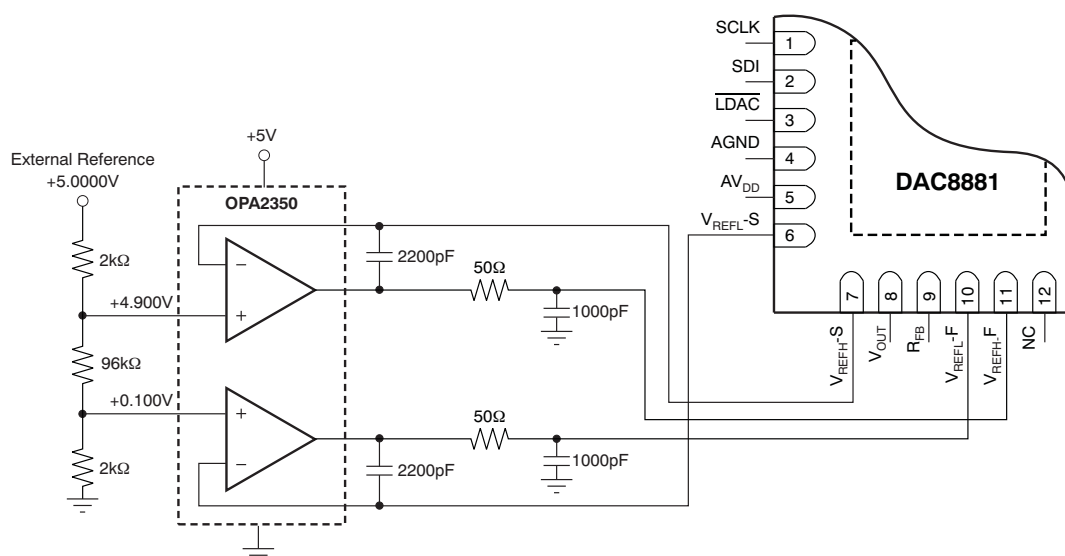 SCLK
1
SDI
2
LDAC
3
AGND
4
AVDD
5
VREFL-S
6
DAC8881
+5V
External Reference
+5.0000V
OPA2350
2kΩ
−
+
+4.900V
2200pF
50Ω
1000pF
96kΩ
+0.100V
+
−
2200pF
50Ω
1000pF
2kΩ
7
8
9
10
11
12
VREFH-S
VOUT
RFB
VREFL-F
VREFH-F
NC